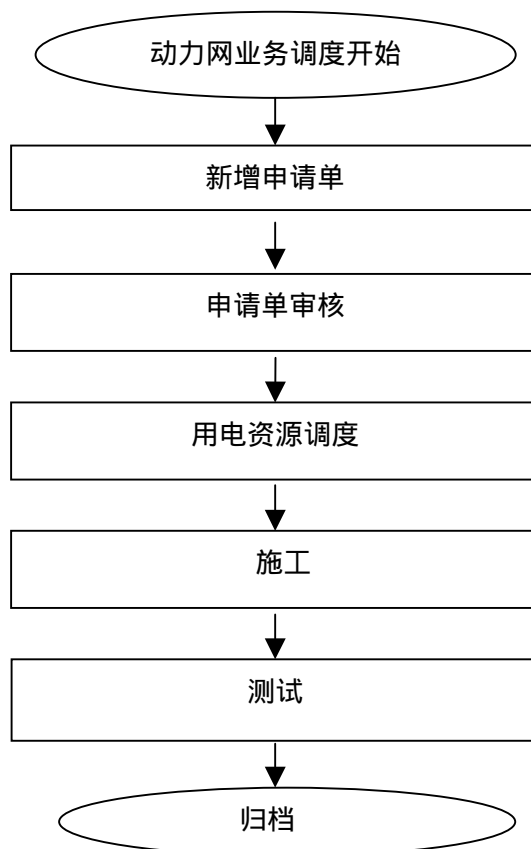 动力网业务调度开始
新增申请单
申请单审核
用电资源调度
施工
测试
归档